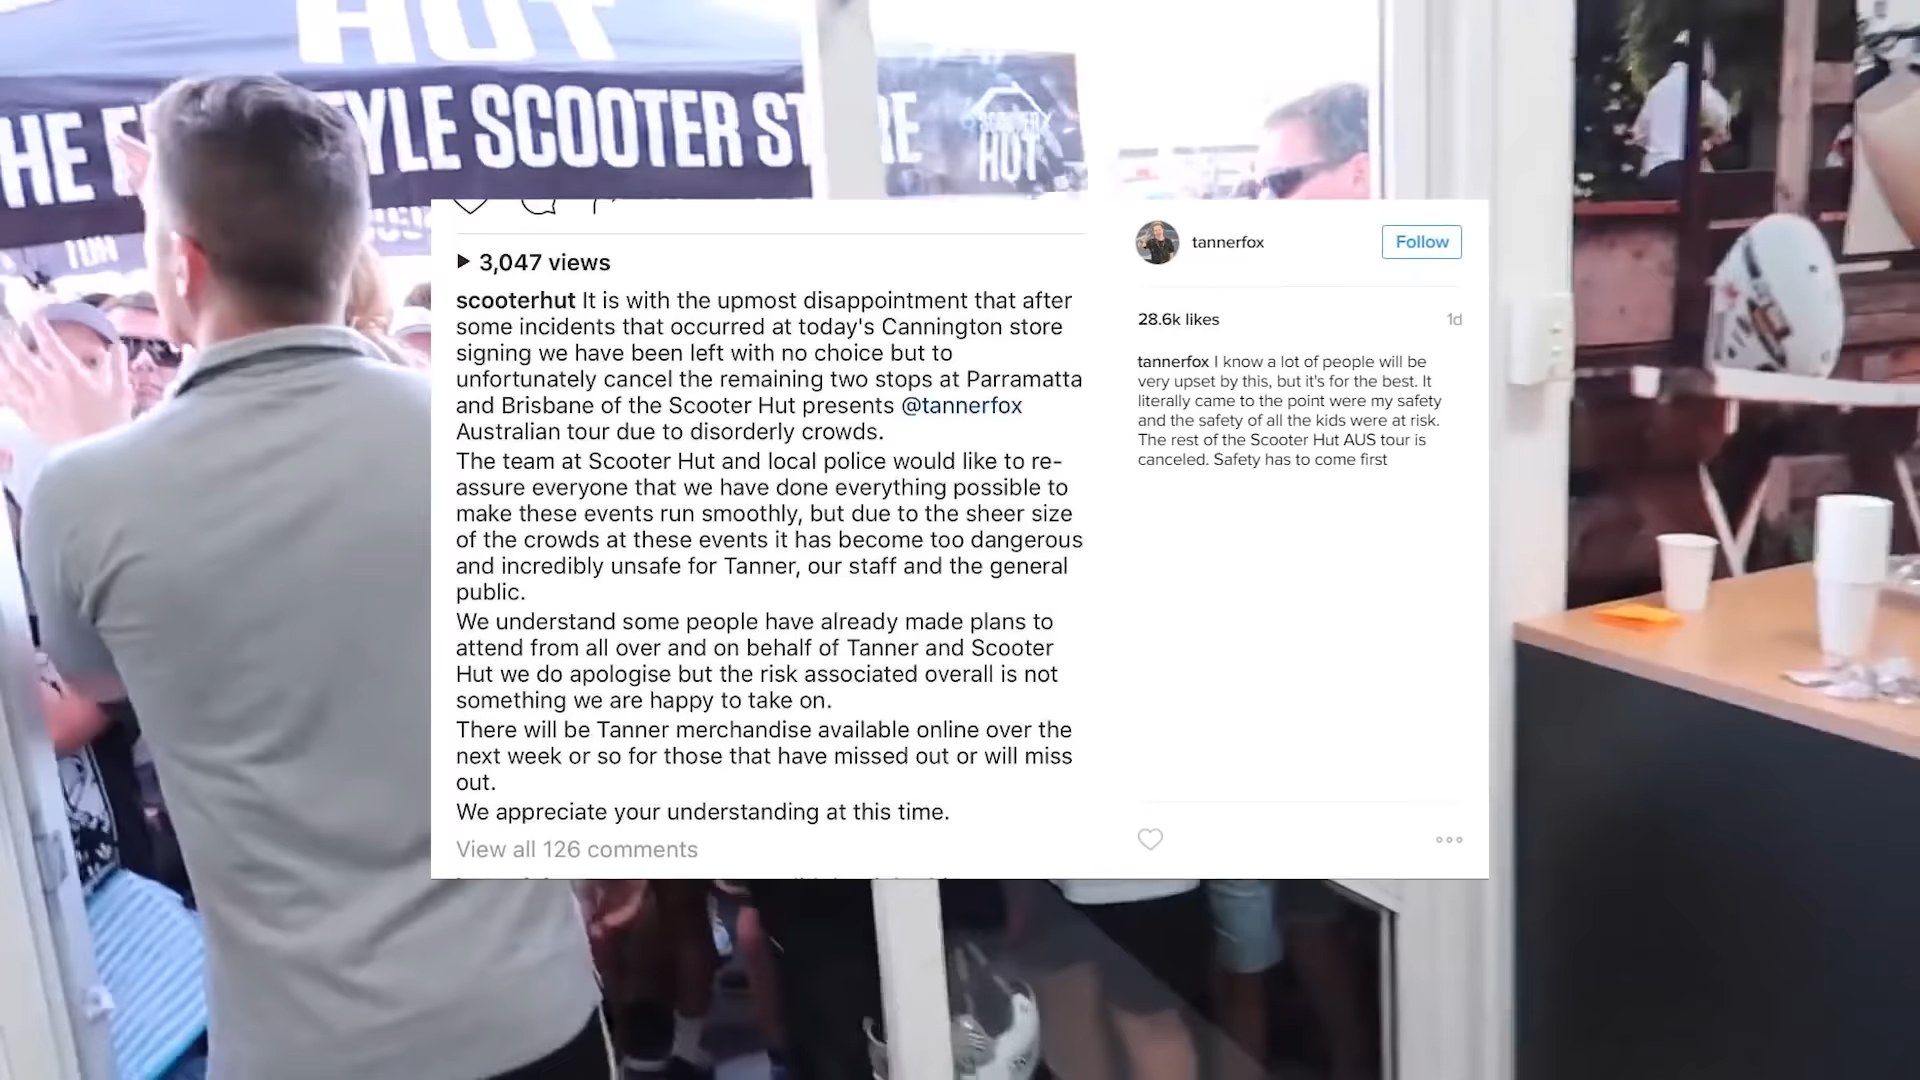 HUT
THE F YLE SCOOTER ST RE
SCOOTER
HUT
HUT
3,047 views
scooterhut It is with the upmost disappointment that after
some incidents that occurred at today's Cannington store
signing we have been left with no choice but to
unfortunately cancel the remaining two stops at Parramatta
and Brisbane of the Scooter Hut presents @tannerfox
Australian tour due to disorderly crowds.
The team at Scooter Hut and local police would like to re-
assure everyone that we have done everything possible to
make these events run smoothly, but due to the sheer size
of the crowds at these events it has become too dangerous
and incredibly unsafe for Tanner, our staff and the general
public.
We understand some people have already made plans to
attend from all over and on behalf of Tanner and Scooter
Hut we do apologise but the risk associated overall is not
something we are happy to take on.
There will be Tanner merchandise available online over the
next week or so for those that have missed out or will miss
out.
We appreciate your understanding at this time.
View all 126 comments
tannerfox
Follow
28.6k likes
1d
tannerfox I know a lot of people will be
very upset by this, but it's for the best. It
literally came to the point were my safety
and the safety of all the kids were at risk.
The rest of the Scooter Hut AUS tour is
canceled. Safety has to come first